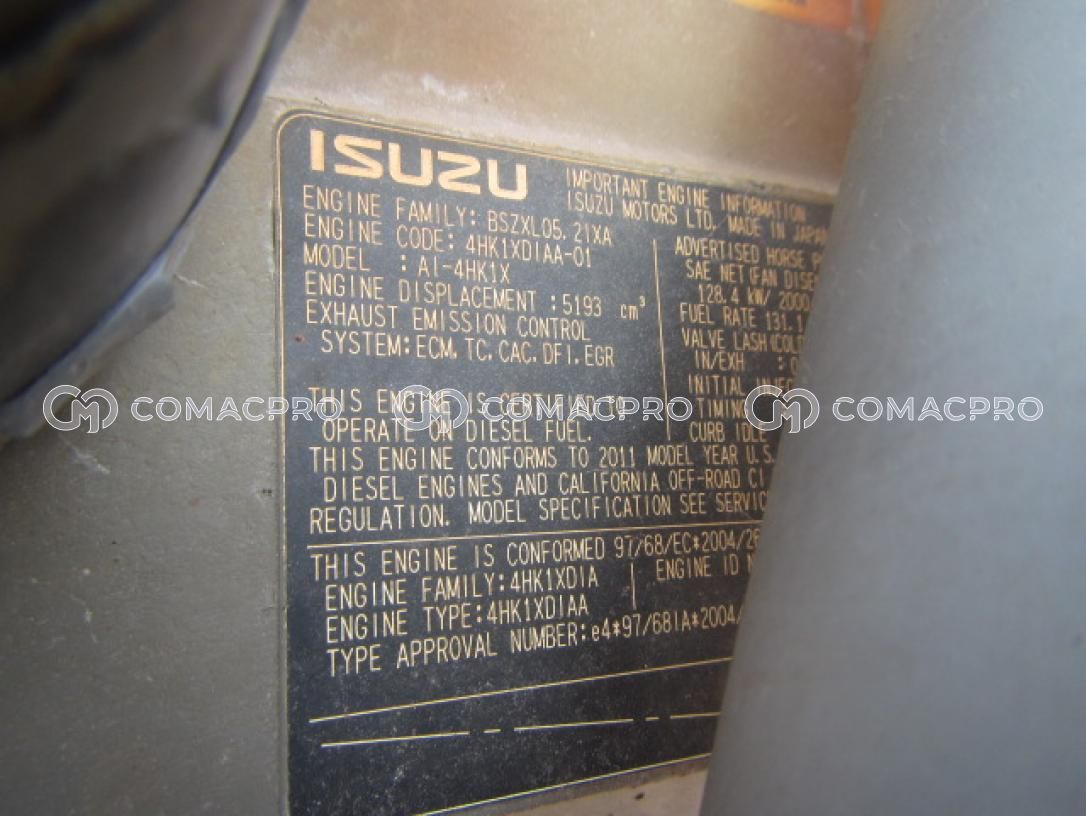 ISUZU
IMPORTANT ENGINE INFORMATION
ISUZU MOTORS LTD. MADE IN JAPAN
ENGINE FAMILY: BSZXL05.21XA
ENGINE CODE: 4HK1XDIAA-01
MODEL : AI-4HK1X
ENGINE DISPLACEMENT :5193 cm³
EXHAUST EMISSION CONTROL
SYSTEM:ECM.TC.CAC.DFI.EGR
ADVERTISED HORSE
SAE NET(FAN
128.4 kW/ 2000
FUEL RATE 131.1
VALVE LASH
IN/EXH : 0
INITIAL
TIMING
CURB IDLE
THIS ENGINE IS CERTIFIED TO
OPERATE ON DIESEL FUEL.
THIS ENGINE CONFORMS TO 2011 MODEL YEAR U.S.
DIESEL ENGINES AND CALIFORNIA OFF-ROAD CI
REGULATION. MODEL SPECIFICATION SEE
THIS ENGINE IS CONFORMED 97/68/EC*2004/26
ENGINE FAMILY:4HK1XDIA
ENGINE ID
ENGINE TYPE:4HK1XDIAA
TYPE APPROVAL NUMBER:e4*97/68IA*2004/
COMACPRO COMACPRO COMACPRO